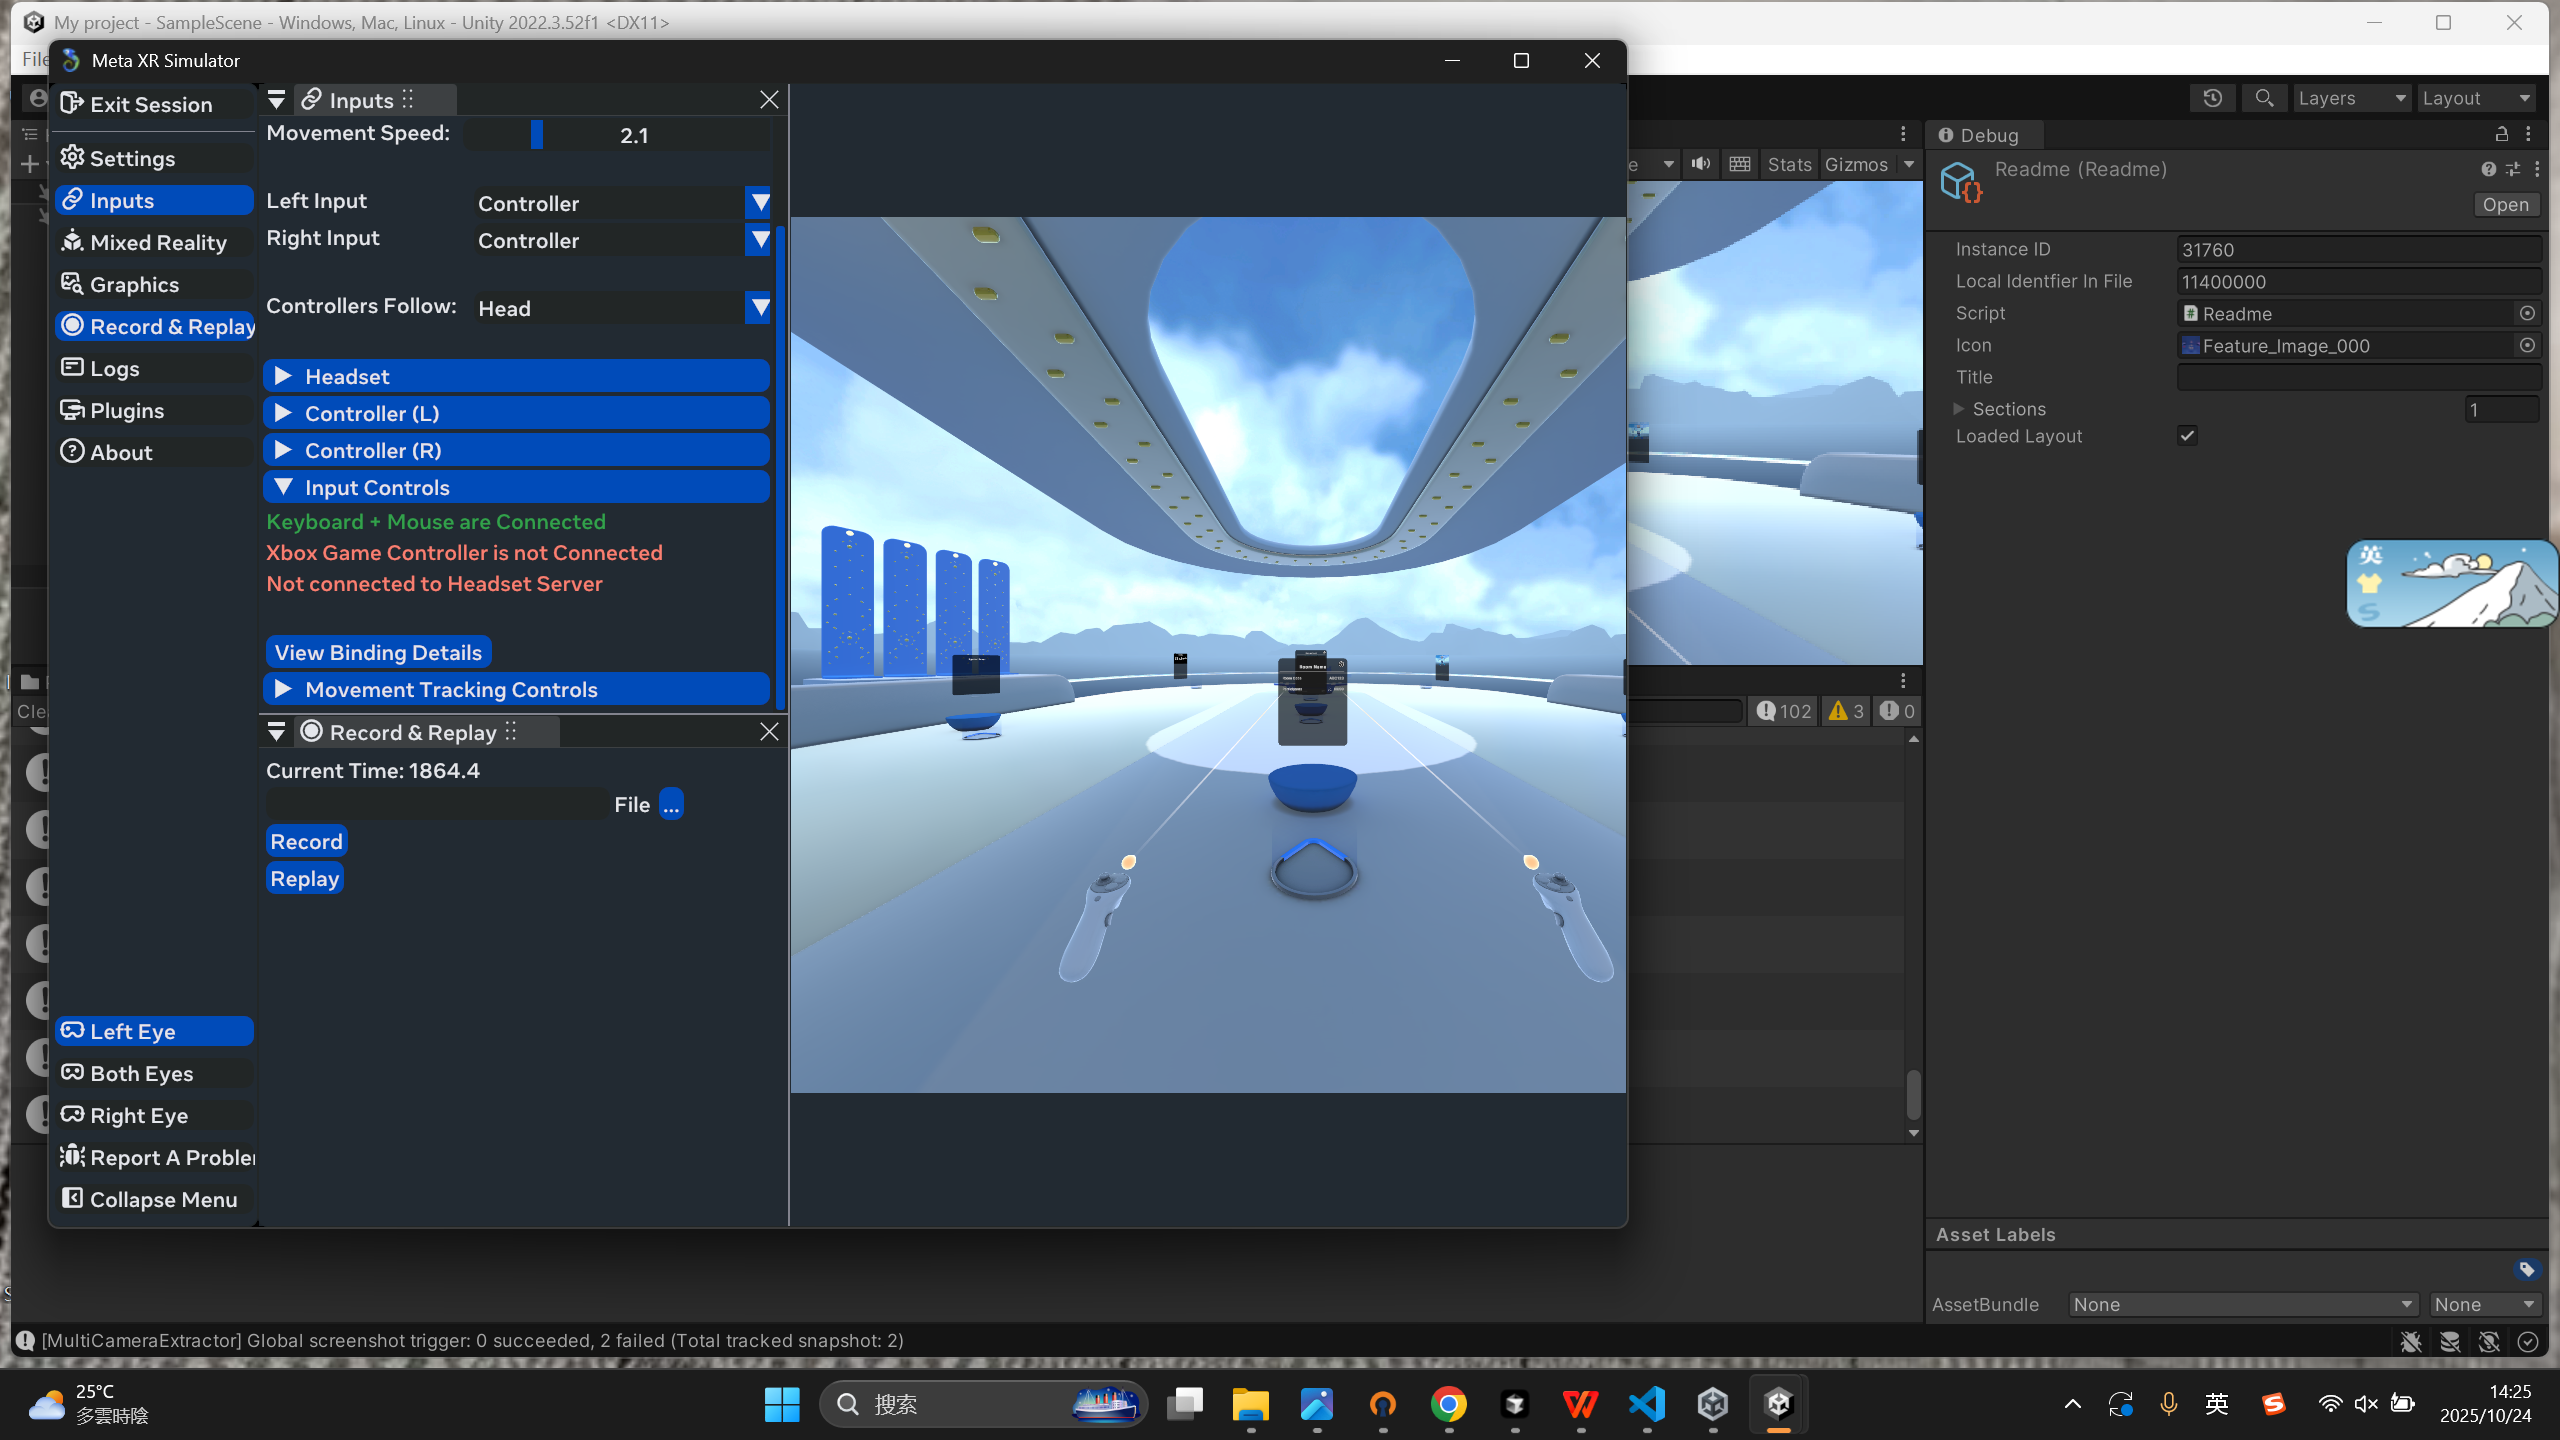 My project - SampleScene - Windows, Mac, Linux - Unity 2022.3.52f1 <DX11>
File
Meta XR Simulator
Exit Session
Settings
Inputs
Mixed Reality
Graphics
Record & Replay
Logs
Plugins
About
Left Eye
Both Eyes
Right Eye
Report A Problem
Collapse Menu
Inputs
Movement Speed: 2.1
Left Input Controller
Right Input Controller
Controllers Follow: Head
Headset
Controller (L)
Controller (R)
Input Controls
Keyboard + Mouse are Connected
Xbox Game Controller is not Connected
Not connected to Headset Server
View Binding Details
Movement Tracking Controls
Record & Replay
Current Time: 1864.4
File ...
Record
Replay
Room Name
Layers Layout
Stats Gizmos
102 3 0
Debug
Readme (Readme)
Open
Instance ID 31760
Local Identfier In File 11400000
Script Readme
Icon Feature_Image_000
Title
Sections 1
Loaded Layout
英
Asset Labels
AssetBundle None None
Cle
[MultiCameraExtractor] Global screenshot trigger: 0 succeeded, 2 failed (Total tracked snapshot: 2)
25°C
多雲時陰
搜索
英
14:25
2025/10/24